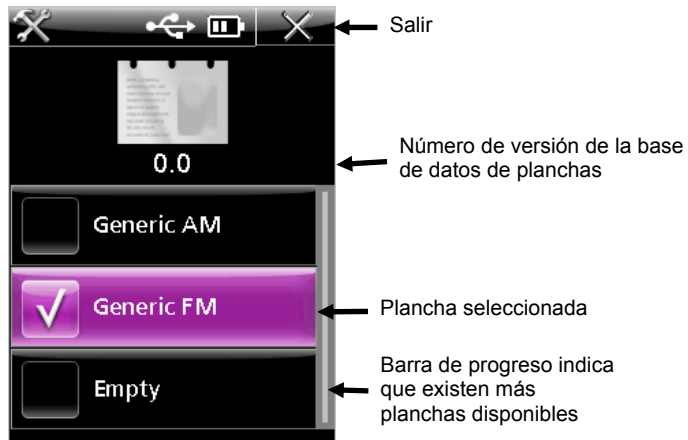 Salir
Número de versión de la base
de datos de planchas
0.0
Generic AM
Generic FM
Plancha seleccionada
Empty
Barra de progreso indica
que existen más
planchas disponibles